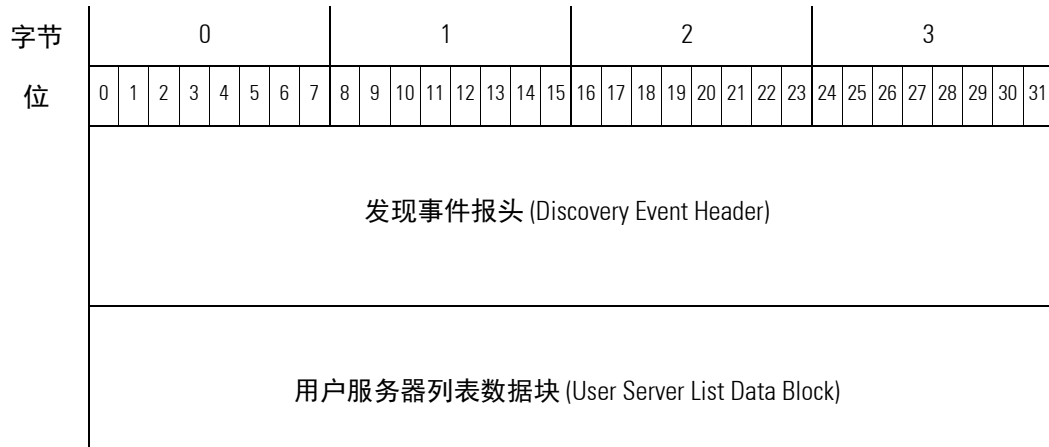 字节 0 1 2 3
位 0 1 2 3 4 5 6 7 8 9 10 11 12 13 14 15 16 17 18 19 20 21 22 23 24 25 26 27 28 29 30 31
发现事件报头 (Discovery Event Header)
用户服务器列表数据块 (User Server List Data Block)